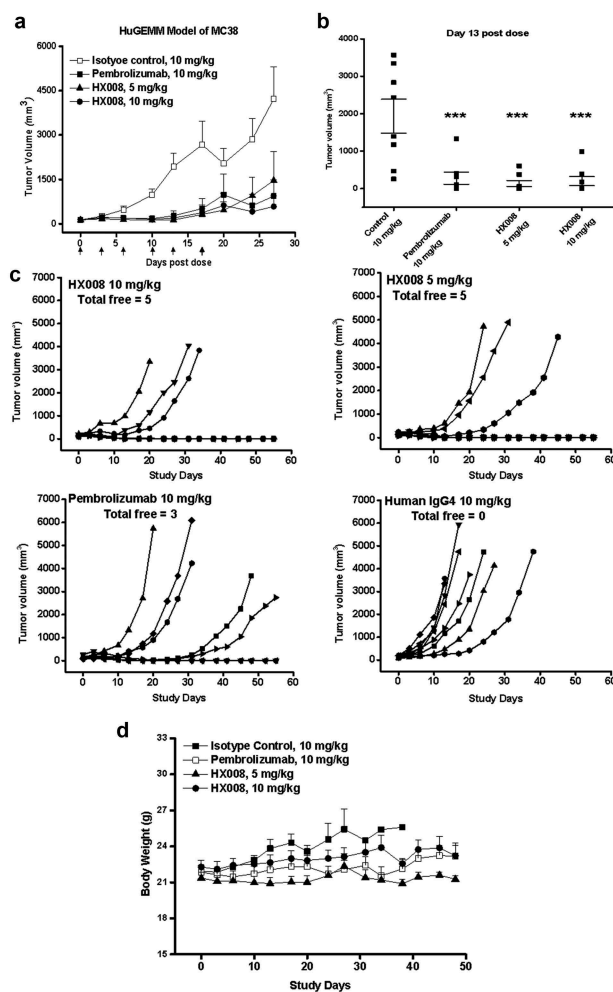 a
HuGEMM Model of MC38
Isotyoe control, 10 mg/kg
Pembrolizumab, 10 mg/kg
HX008, 5 mg/kg
HX008, 10 mg/kg
Tumor Volume (mm3)
6000
4500
3000
1500
0
0 5 10 15 20 25 30
Days post dose
b
Day 13 post dose
Tumor volume (mm3)
4000
3000
2000
1000
0
*** *** ***
Control
10 mg/kg
Pembrolizumab
10 mg/kg
HX008
5 mg/kg
HX008
10 mg/kg
c
HX008 10 mg/kg
Total free = 5
Tumor volume (mm3)
7000
6000
5000
4000
3000
2000
1000
0
0 10 20 30 40 50 60
Study Days
HX008 5 mg/kg
Total free = 5
Tumor volume (mm3)
7000
6000
5000
4000
3000
2000
1000
0
0 10 20 30 40 50 60
Study Days
Pembrolizumab 10 mg/kg
Total free = 3
Tumor volume (mm3)
7000
6000
5000
4000
3000
2000
1000
0
0 10 20 30 40 50 60
Study Days
Human IgG4 10 mg/kg
Total free = 0
Tumor volume (mm3)
7000
6000
5000
4000
3000
2000
1000
0
0 10 20 30 40 50 60
Study Days
d
Isotype Control, 10 mg/kg
Pembrolizumab, 10 mg/kg
HX008, 5 mg/kg
HX008, 10 mg/kg
Body Weight (g)
33
30
27
24
21
18
15
0 10 20 30 40 50
Study Days